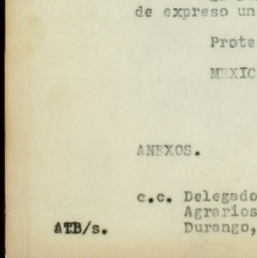 de expreso un
Prote
MEXIC
ANEXOS.
c.c. Delegado
Agrarios
Durango,
ATB/s.